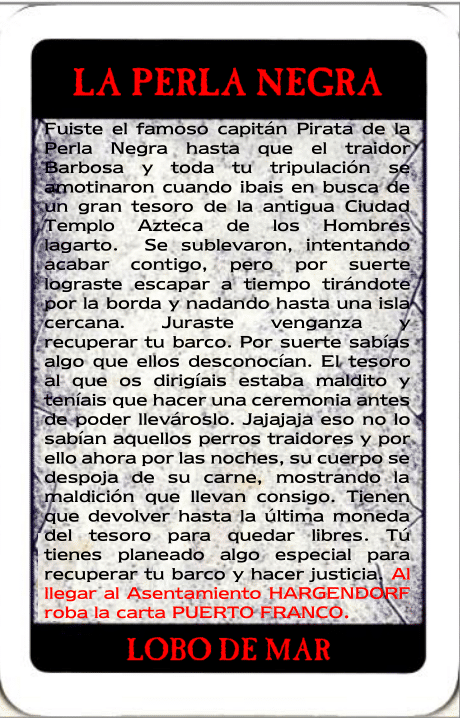 LA PERLA NEGRA
Fuiste el famoso capitán Pirata de la
Perla Negra hasta que el traidor
Barbosa y toda tu tripulación se
amotinaron cuando ibais en busca de
un gran tesoro de la antigua Ciudad
Templo Azteca de los Hombres
lagarto. Se sublevaron, intentando
acabar contigo, pero por suerte
lograste escapar a tiempo tirándote
por la borda y nadando hasta una isla
cercana. Juraste venganza y
recuperar tu barco. Por suerte sabías
algo que ellos desconocían. El tesoro
al que os dirigíais estaba maldito y
teníais que hacer una ceremonia antes
de poder llevároslo. Jajajaja eso no lo
sabían aquellos perros traidores y por
ello ahora por las noches, su cuerpo se
despoja de su carne, mostrando la
maldición que llevan consigo. Tienen
que devolver hasta la última moneda
del tesoro para quedar libres. Tú
tienes planeado algo especial para
recuperar tu barco y hacer justicia. Al
llegar al Asentamiento HARGENDORF
roba la carta PUERTO FRANCO.
LOBO DE MAR